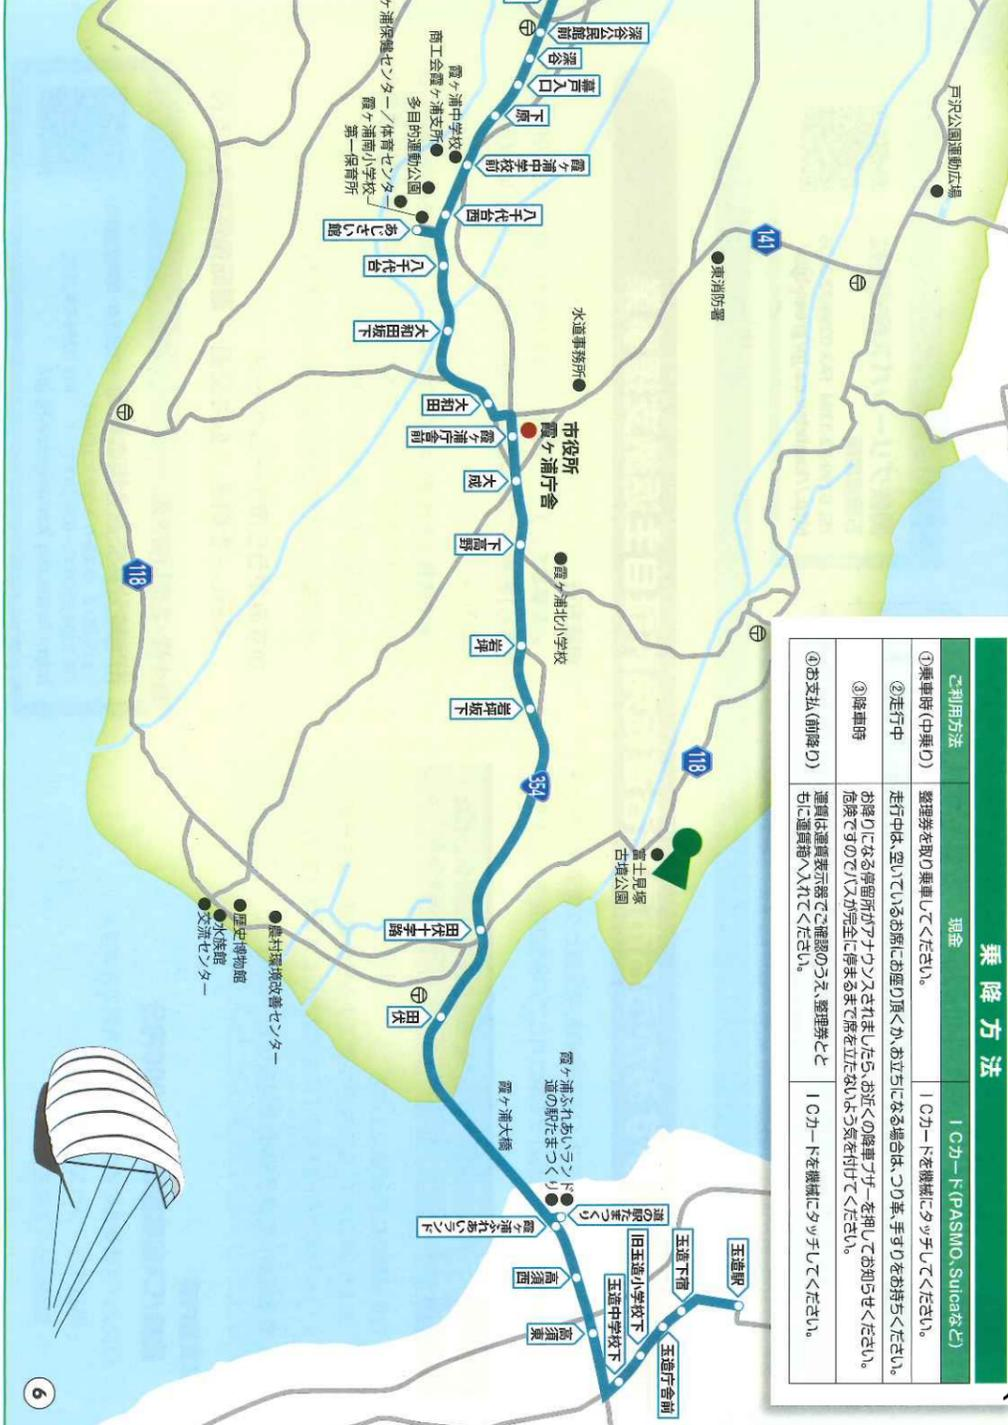 乗降方法
ご利用方法 現金 ICカード(PASMO、Suicaなど)
①乗車時(中乗り) 整理券を取り乗車してください。 ICカードを機械にタッチしてください。
②走行中 走行中は、空いているお席にお座り頂くか、お立ちになる場合は、つり革、手すりをお持ちください。
③降車時 お降りになる停留所がアナウンスされましたら、お近くの降車ブザーを押してお知らせください。
危険ですのでバスが完全に停まるまで席を立たないよう気を付けてください。
④お支払(前降り) 運賃は運賃表示器でご確認のうえ、整理券とと
もに運賃箱へ入れてください。 ICカードを機械にタッチしてください。
戸沢公園運動広場
141
東消防署
水道事務所
深谷公民館前
深谷
幕戸入口
下原
霞ヶ浦中学校前
八千代台西
あじさい館
八千代台
大和田坂下
大和田
霞ヶ浦庁舎前
大成
下高野
岩坪
岩坪坂下
田伏十字路
田伏
霞ヶ浦ふれあいランド
道の駅たまつくり
高須西
高須東
玉造中学校下
旧玉造小学校下
玉造庁舎前
玉造下宿
玉造駅
霞ヶ浦中学校
商工会霞ヶ浦支所
多目的運動公園
ヶ浦保健センター/体育センター
霞ヶ浦南小学校
第一保育所
市役所
霞ヶ浦庁舎
霞ヶ浦北小学校
118
354
118
富士見塚
古墳公園
農村環境改善センター
歴史博物館
水族館
交流センター
霞ヶ浦大橋
霞ヶ浦ふれあいランド
道の駅たまつくり
6